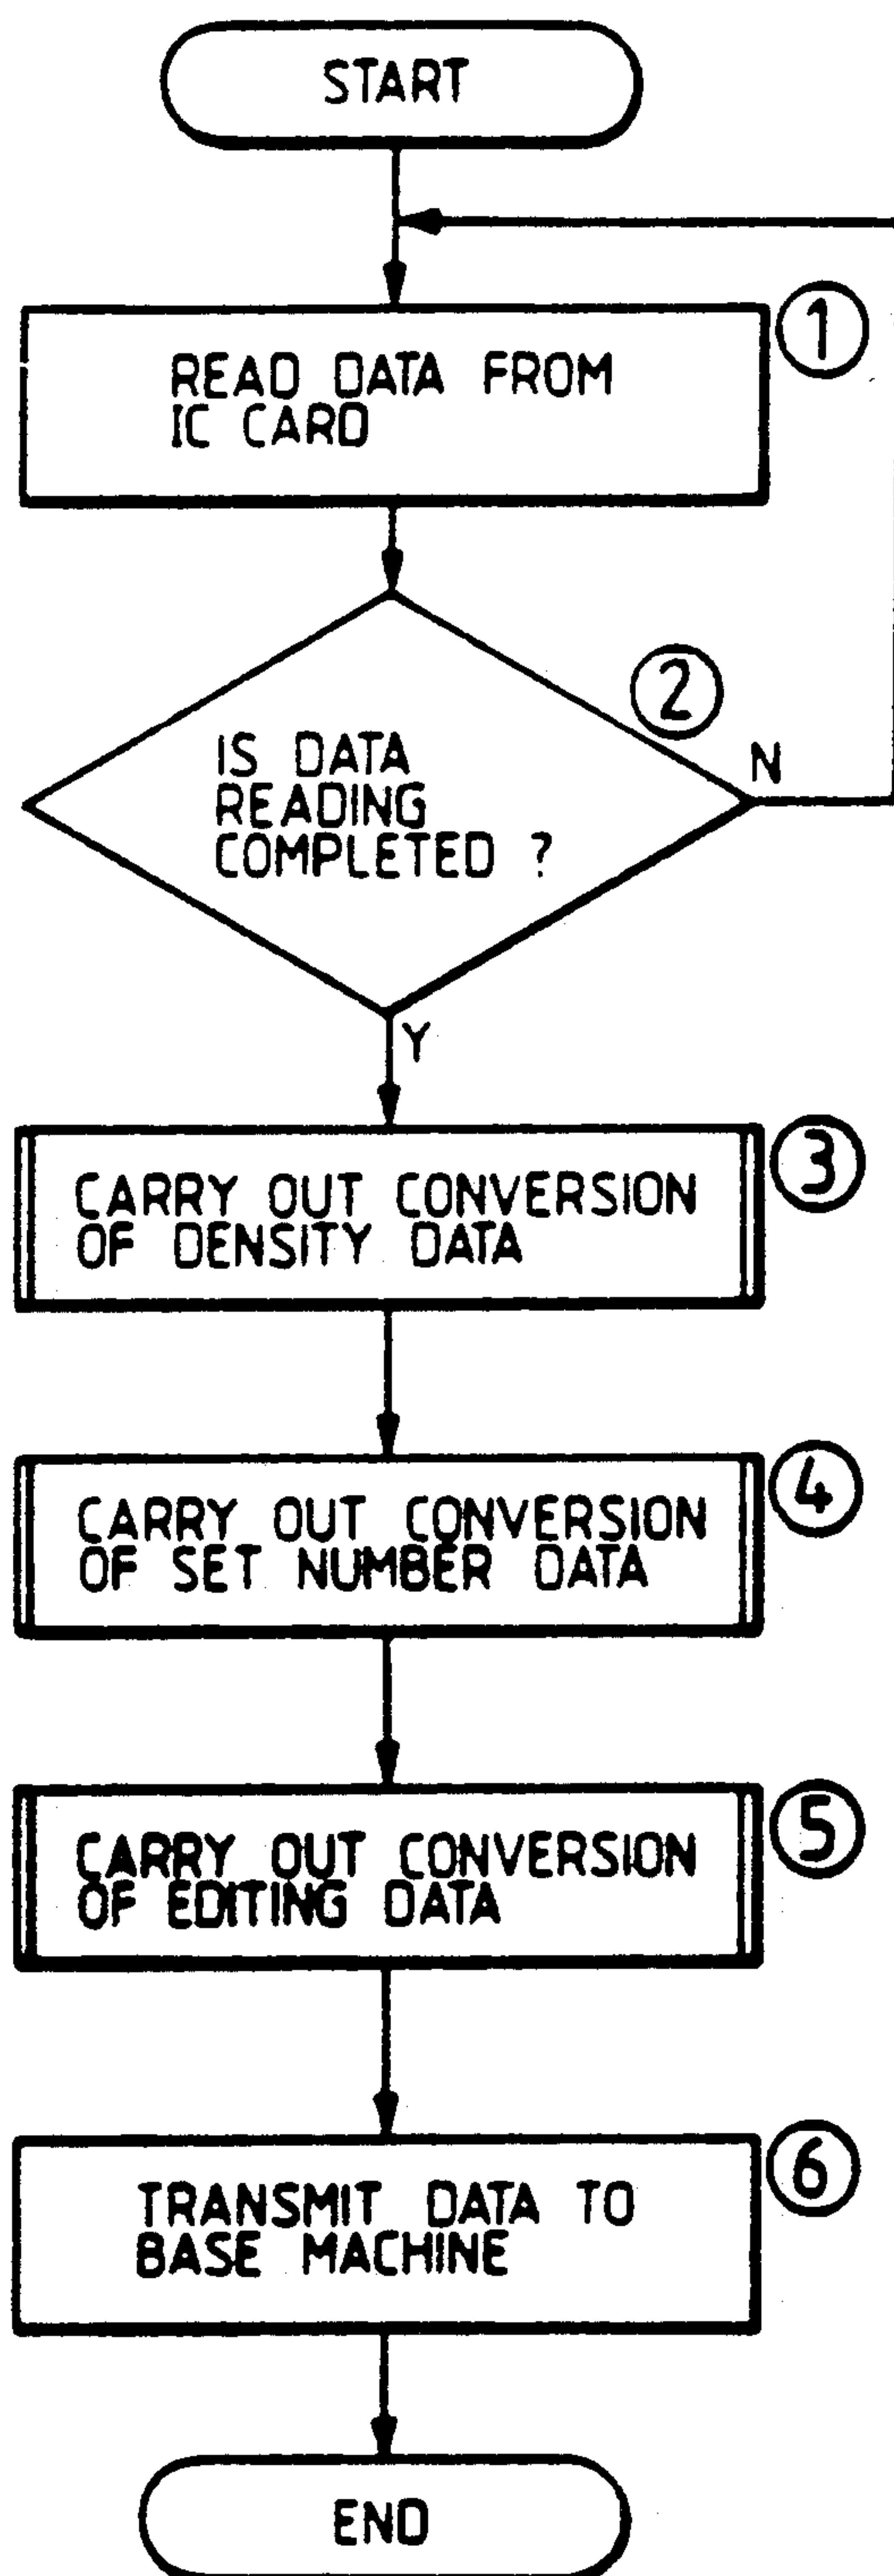 START
①
READ DATA FROM
IC CARD
②
IS DATA
READING
COMPLETED ?
N
Y
③
CARRY OUT CONVERSION
OF DENSITY DATA
④
CARRY OUT CONVERSION
OF SET NUMBER DATA
⑤
CARRY OUT CONVERSION
OF EDITING DATA
⑥
TRANSMIT DATA TO
BASE MACHINE
END